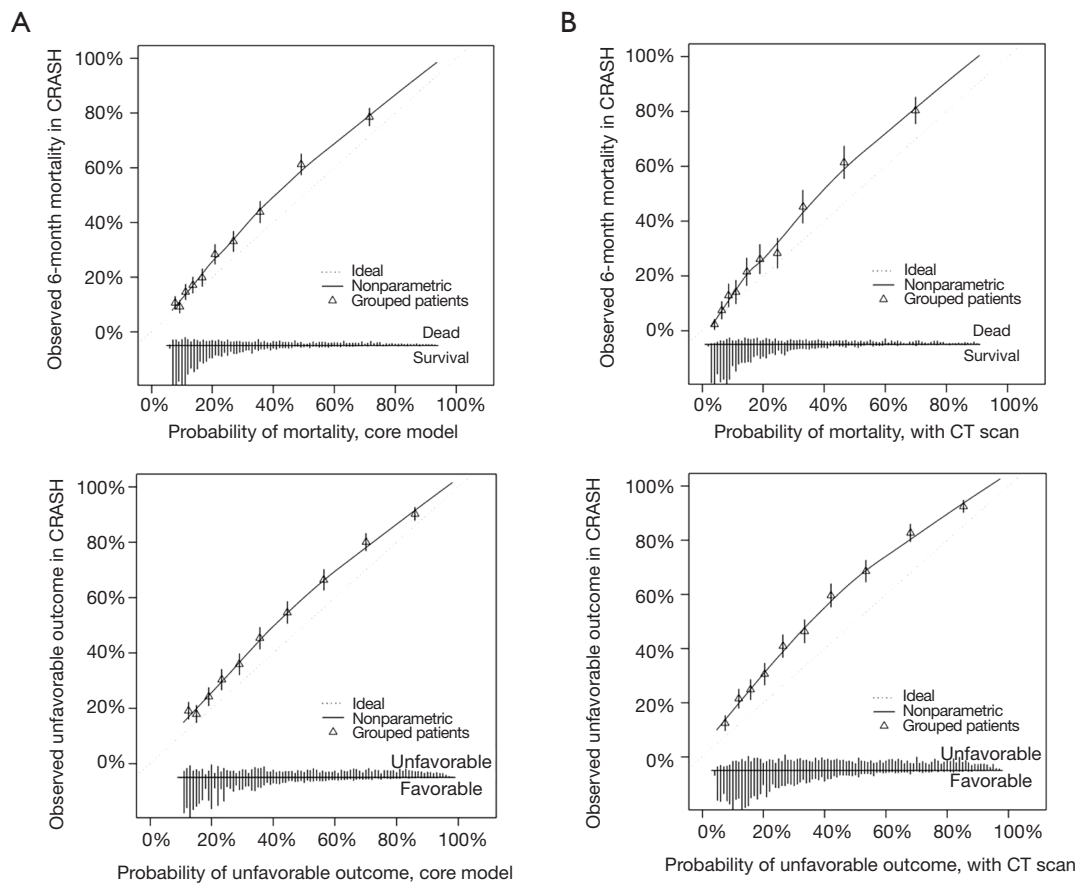 A
Observed 6-month mortality in CRASH
100%
80%
60%
40%
20%
0%
Ideal
Nonparametric
Grouped patients
Dead
Survival
0% 20% 40% 60% 80% 100%
Probability of mortality, core model
B
Observed 6-month mortality in CRASH
100%
80%
60%
40%
20%
0%
Ideal
Nonparametric
Grouped patients
Dead
Survival
0% 20% 40% 60% 80% 100%
Probability of mortality, with CT scan
Observed unfavorable outcome in CRASH
100%
80%
60%
40%
20%
0%
Ideal
Nonparametric
Grouped patients
Unfavorable
Favorable
0% 20% 40% 60% 80% 100%
Probability of unfavorable outcome, core model
Observed unfavorable outcome in CRASH
100%
80%
60%
40%
20%
0%
Ideal
Nonparametric
Grouped patients
Unfavorable
Favorable
0% 20% 40% 60% 80% 100%
Probability of unfavorable outcome, with CT scan